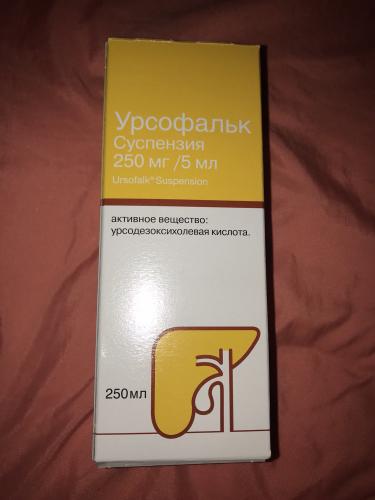 Урсофальк
Суспензия
250 мг /5 мл
Ursofalk® Suspension
активное вещество:
урсодезоксихолевая кислота.
250мл